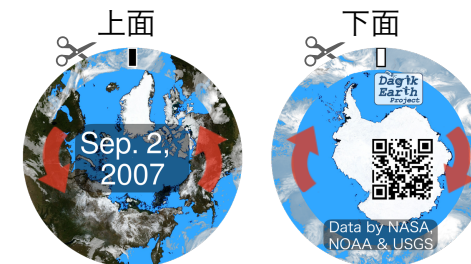 上面
下面
Sep. 2,
2007
Dagik
Earth
Project
Data by NASA,
NOAA & USGS